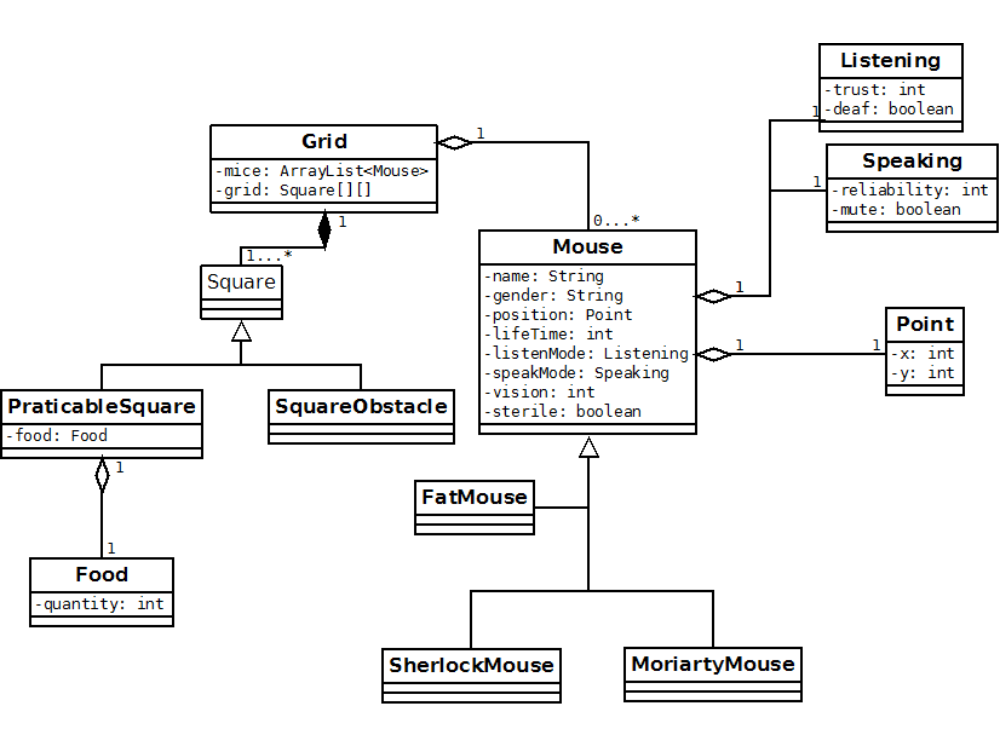 Listening
-trust: int
-deaf: boolean
1
Speaking
-reliability: int
-mute: boolean
1
Grid
-mice: ArrayList<Mouse>
-grid: Square[][]
1
1
0...*
1...*
Square
Mouse
-name: String
-gender: String
-position: Point
-lifeTime: int
-listenMode: Listening
-speakMode: Speaking
-vision: int
-sterile: boolean
1
1
1
Point
-x: int
-y: int
PraticableSquare
-food: Food
SquareObstacle
1
1
Food
-quantity: int
FatMouse
SherlockMouse
MoriartyMouse